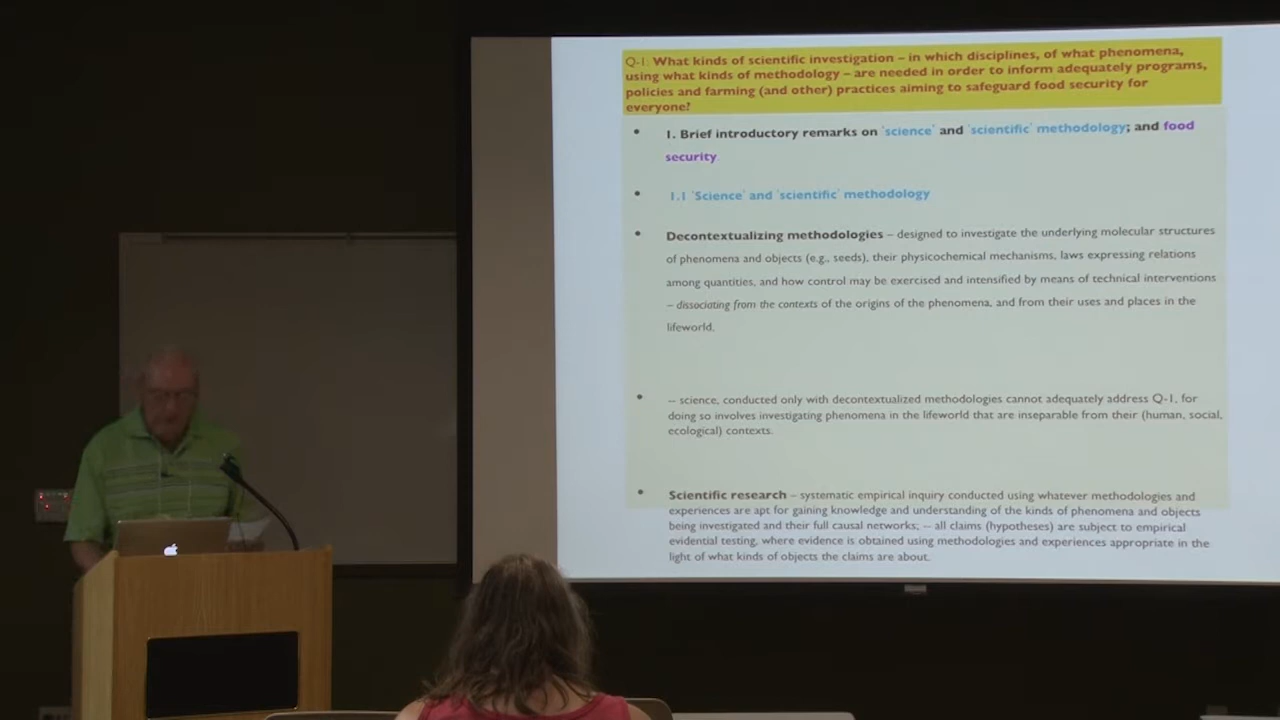 Q-1. What kinds of scientific investigation – in which disciplines, of what phenomena,
using what kinds of methodology – are needed in order to inform adequately programs,
policies and farming (and other) practices aiming to safeguard food security for
everyone?
• 1. Brief introductory remarks on 'science' and 'scientific' methodology; and food
security
• 1.1 'Science' and 'scientific' methodology
• Decontextualizing methodologies – designed to investigate the underlying molecular structures
of phenomena and objects (e.g., seeds), their physicochemical mechanisms, laws expressing relations
among quantities, and how control may be exercised and intensified by means of technical interventions
– dissociating from the contexts of the origins of the phenomena, and from their uses and places in the
lifeworld.
• -- science, conducted only with decontextualized methodologies cannot adequately address Q-1, for
doing so involves investigating phenomena in the lifeworld that are inseparable from their (human, social,
ecological) contexts.
• Scientific research – systematic empirical inquiry conducted using whatever methodologies and
experiences are apt for gaining knowledge and understanding of the kinds of phenomena and objects
being investigated and their full causal networks; -- all claims (hypotheses) are subject to empirical
evidential testing, where evidence is obtained using methodologies and experiences appropriate in the
light of what kinds of objects the claims are about.